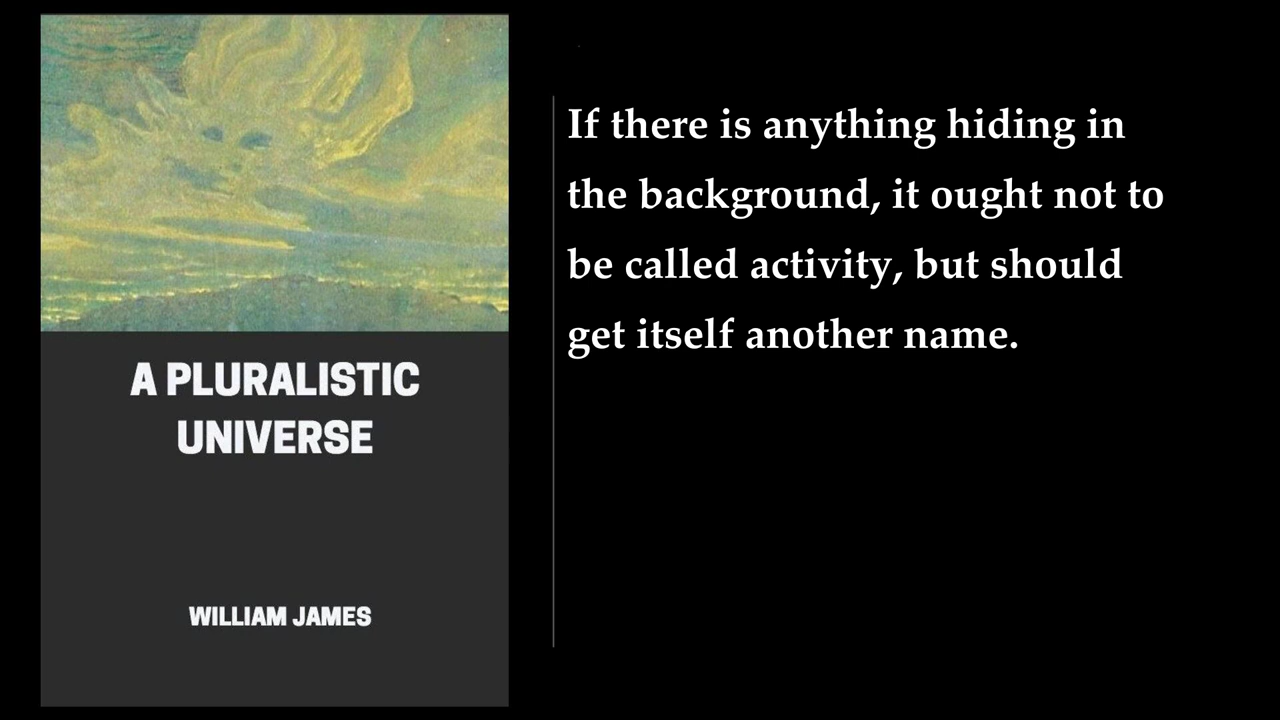 A PLURALISTIC
UNIVERSE
WILLIAM JAMES
If there is anything hiding in
the background, it ought not to
be called activity, but should
get itself another name.